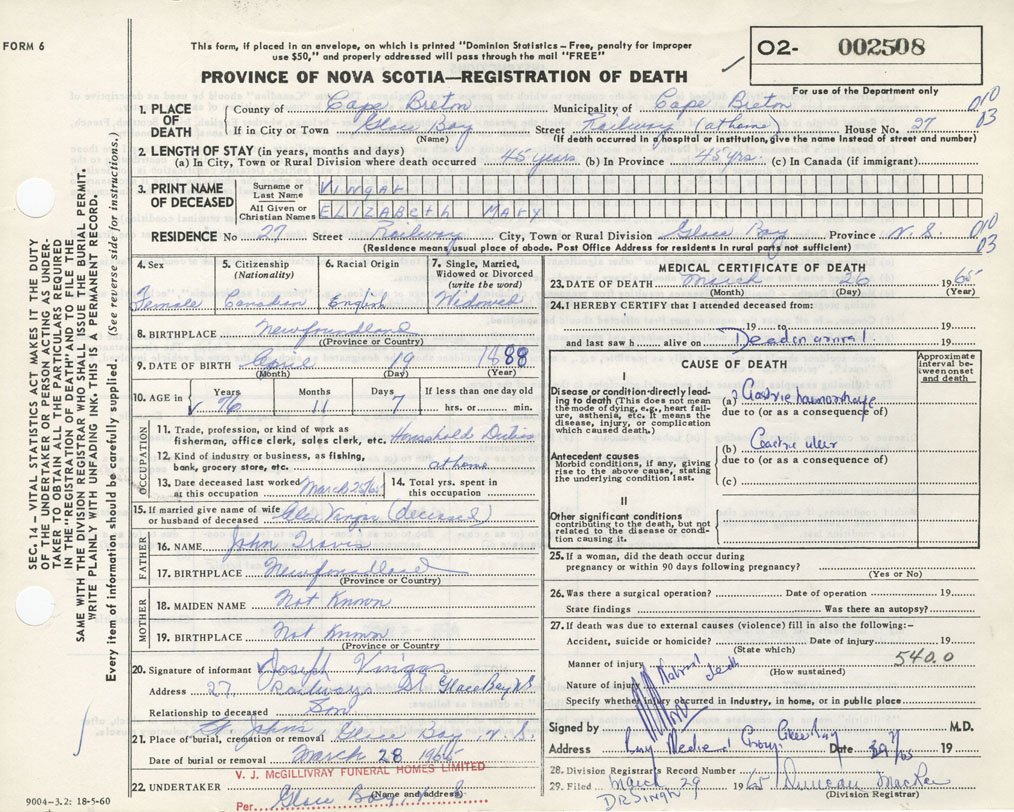 FORM 6
This form, if placed in an envelope, on which is printed "Dominion Statistics – Free, penalty for improper
use $50," and properly addressed will pass through the mail "FREE"
02- 002508
PROVINCE OF NOVA SCOTIA—REGISTRATION OF DEATH
For use of the Department only
1. PLACE OF DEATH
County of Cape Breton Municipality of Cape Breton 010
If in City or Town Glace Bay Street Railway (at home) House No. 27 03
(Name) (If death occurred in a hospital or institution, give name instead of street and number)
2. LENGTH OF STAY (in years, months and days)
(a) In City, Town or Rural Division where death occurred 45 years (b) In Province 45 yrs. (c) In Canada (if immigrant)
3. PRINT NAME OF DECEASED
Surname or Last Name VINGAR
All Given or Christian Names ELIZABETH MARY
RESIDENCE No 27 Street Railway City, Town or Rural Division Glace Bay Province N.S. 010
(Residence means usual place of abode. Post Office Address for residents in rural parts not sufficient) 03
4. Sex
Female
5. Citizenship (Nationality)
Canadian
6. Racial Origin
English
7. Single, Married, Widowed or Divorced (write the word)
Widowed
8. BIRTHPLACE Newfoundland
(Province or Country)
9. DATE OF BIRTH April 19 1888
(Month) (Day) (Year)
10. AGE in Years Months Days If less than one day old
76 11 7 hrs. or min.
OCCUPATION
11. Trade, profession, or kind of work as
fisherman, office clerk, sales clerk, etc. Household Duties
12. Kind of industry or business, as fishing,
bank, grocery store, etc. at home
13. Date deceased last worked at this occupation March 25/65
14. Total yrs. spent in this occupation
15. If married give name of wife or husband of deceased Vingar (deceased)
FATHER
16. NAME John Travis
17. BIRTHPLACE Newfoundland
(Province or Country)
MOTHER
18. MAIDEN NAME Not Known
19. BIRTHPLACE Not Known
(Province or Country)
20. Signature of informant Joseph Vingar
Address 27, Railway St Glace Bay NS
Relationship to deceased Son
21. Place of burial, cremation or removal St. Johns, Glace Bay, N.S.
Date of burial or removal March 28 1965
V. J. McGILLIVRAY FUNERAL HOMES LIMITED
22. UNDERTAKER
(Name and address)
Per Glace Bay, N.S.
9004–3.2: 18-5-60
MEDICAL CERTIFICATE OF DEATH
23. DATE OF DEATH March 26 1965
(Month) (Day) (Year)
24. I HEREBY CERTIFY that I attended deceased from:
19 to 19
and last saw h alive on Dead on arrival. 19
CAUSE OF DEATH
Approximate interval between onset and death
I
Disease or condition directly leading to death (This does not mean the mode of dying, e.g., heart failure, asthenia, etc. It means the disease, injury, or complication which caused death.)
(a) ? Gastric haemorrhage
due to (or as a consequence of)
Antecedent causes
Morbid conditions, if any, giving rise to the above cause, stating the underlying condition last.
(b) Gastric ulcer
due to (or as a consequence of)
(c)
II
Other significant conditions
contributing to the death, but not related to the disease or condition causing it.
25. If a woman, did the death occur during
pregnancy or within 90 days following pregnancy?
(Yes or No)
26. Was there a surgical operation? Date of operation 19
State findings Was there an autopsy?
27. If death was due to external causes (violence) fill in also the following:–
Accident, suicide or homicide? Date of injury 19
(State which)
Manner of injury 540.0
(How sustained)
Natural death
Nature of injury
Specify whether injury occurred in industry, in home, or in public place
Signed by M.D.
Address Glace Bay Date 29 19
28. Division Registrar's Record Number
29. Filed March 29 1965 Duncan MacRae
(Division Registrar)
SEC. 14 – VITAL STATISTICS ACT MAKES IT THE DUTY
OF THE UNDERTAKER OR PERSON ACTING AS UNDERTAKER TO OBTAIN ALL THE PARTICULARS REQUIRED
IN THE "REGISTRATION OF DEATH" AND TO FILE THE
SAME WITH THE DIVISION REGISTRAR WHO SHALL ISSUE THE BURIAL PERMIT.
WRITE PLAINLY WITH UNFADING INK. THIS IS A PERMANENT RECORD.
Every item of information should be carefully supplied. (See reverse side for instructions.)